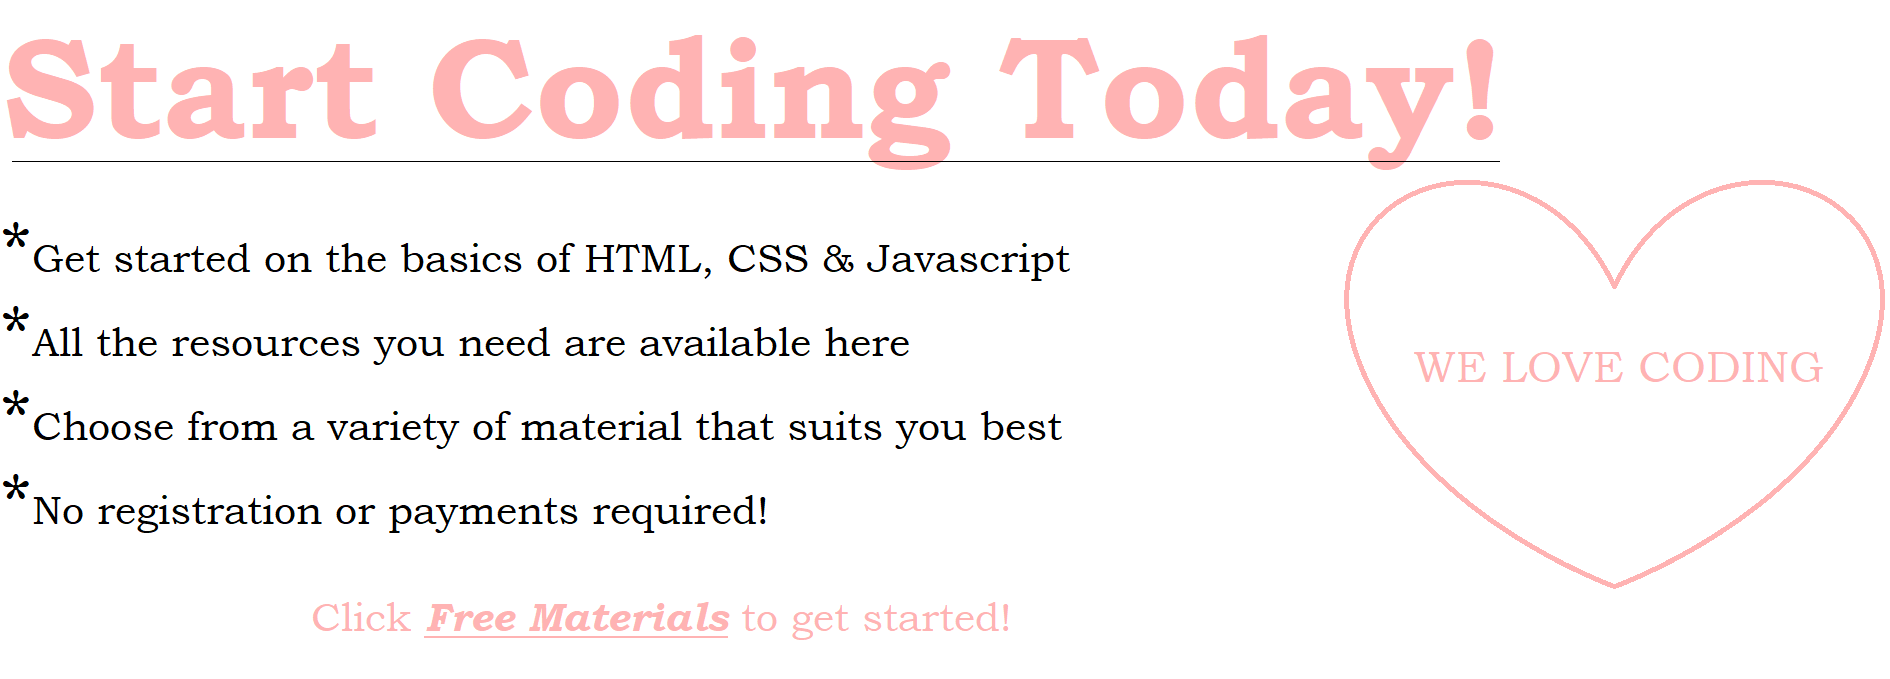 Start Coding Today!
*Get started on the basics of HTML, CSS & Javascript
*All the resources you need are available here
*Choose from a variety of material that suits you best
*No registration or payments required!
WE LOVE CODING
Click Free Materials to get started!